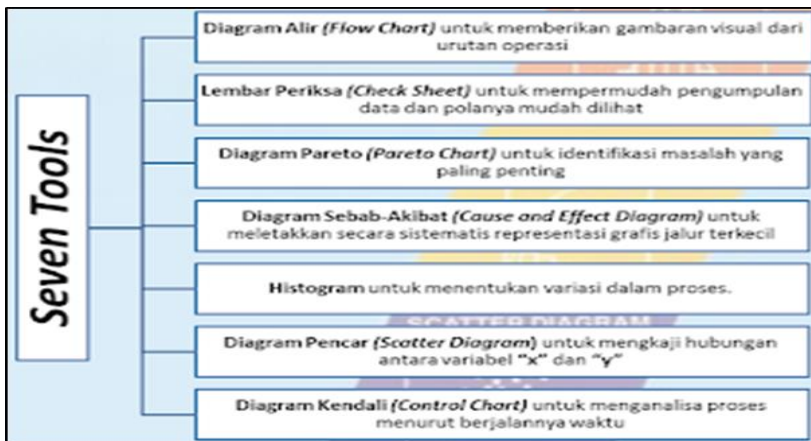 Seven Tools
Diagram Alir (Flow Chart) untuk memberikan gambaran visual dari
urutan operasi
Lembar Periksa (Check Sheet) untuk mempermudah pengumpulan
data dan polanya mudah dilihat
Diagram Pareto (Pareto Chart) untuk identifikasi masalah yang
paling penting
Diagram Sebab-Akibat (Cause and Effect Diagram) untuk
meletakkan secara sistematis representasi grafis jalur terkecil
Histogram untuk menentukan variasi dalam proses.
SCATTER DIAGRAM
Diagram Pencar (Scatter Diagram) untuk mengkaji hubungan
antara variabel "x" dan "y"
Diagram Kendali (Control Chart) untuk menganalisa proses
menurut berjalannya waktu